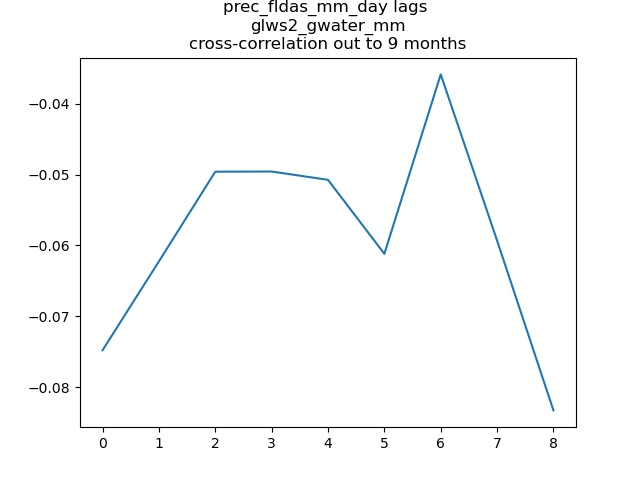 prec_fldas_mm_day lags
glws2_gwater_mm
cross-correlation out to 9 months
−0.04
−0.05
−0.06
−0.07
−0.08
0 1 2 3 4 5 6 7 8